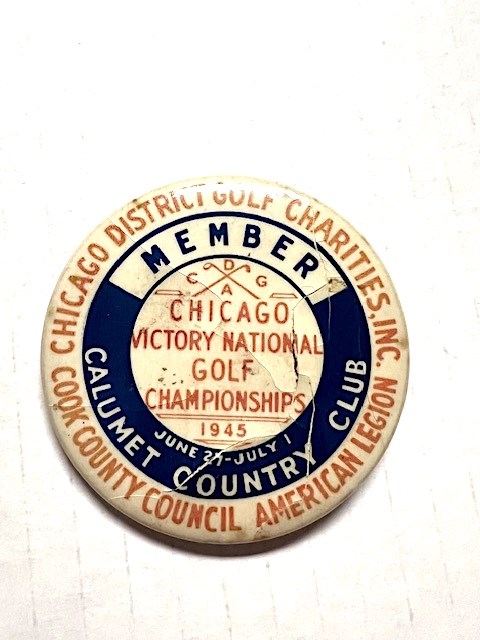 CHICAGO DISTRICT GOLF CHARITIES, INC.
MEMBER
C D G
A
CHICAGO
VICTORY NATIONAL
GOLF
CHAMPIONSHIPS
1945
JUNE 27-JULY 1
CALUMET COUNTRY CLUB
COOK COUNTY COUNCIL AMERICAN LEGION